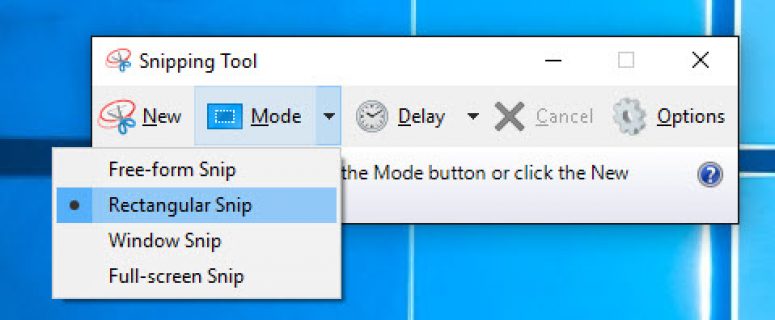 Snipping Tool
New Mode Delay Cancel Options
Free-form Snip
the Mode button or click the New
Rectangular Snip
Window Snip
Full-screen Snip